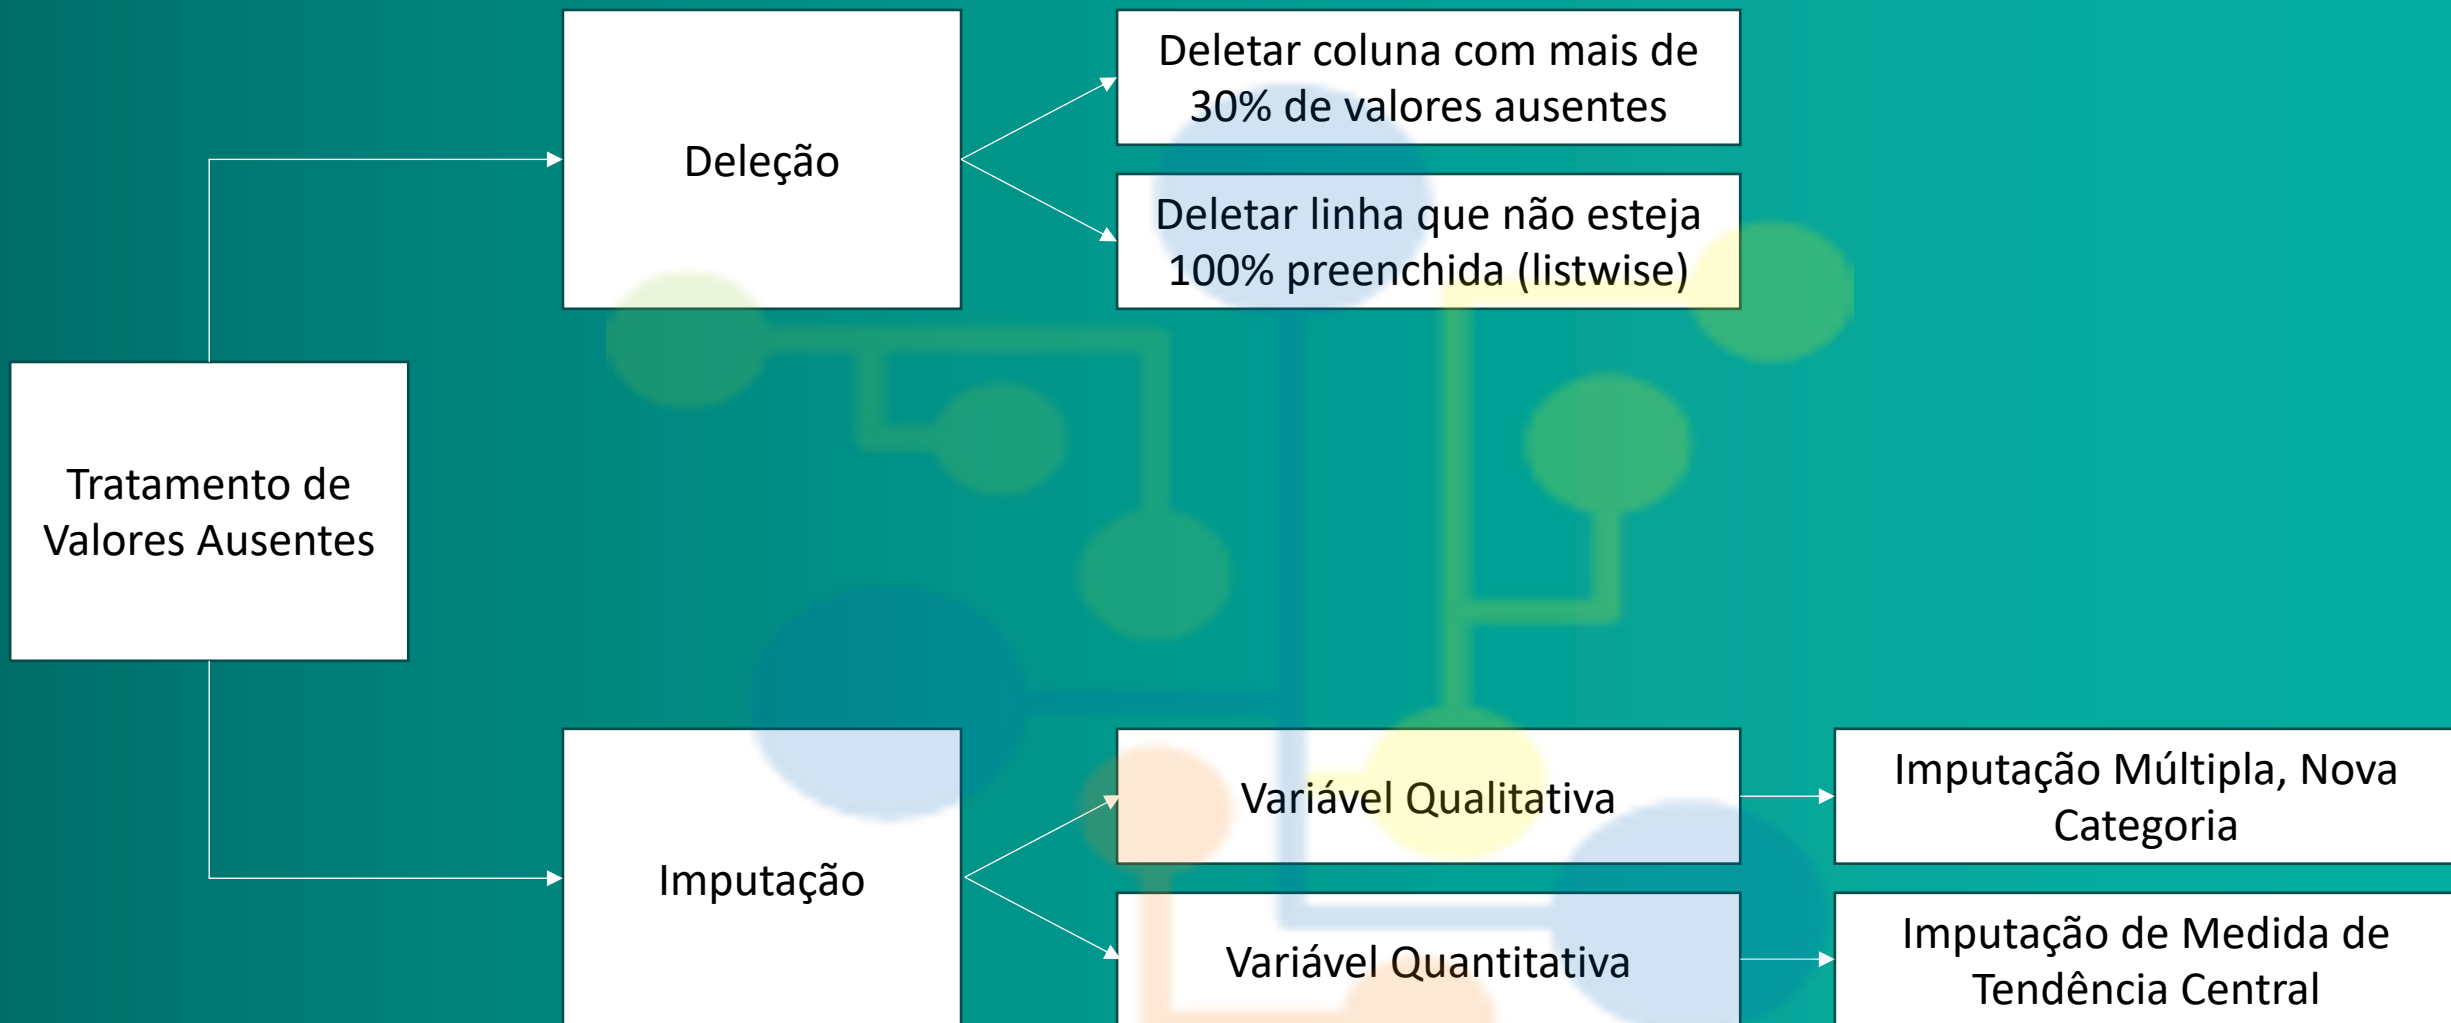 Deletar coluna com mais de
30% de valores ausentes
Deleção
Deletar linha que não esteja
100% preenchida (listwise)
Tratamento de
Valores Ausentes
Imputação
Variável Qualitativa
Imputação Múltipla, Nova
Categoria
Variável Quantitativa
Imputação de Medida de
Tendência Central